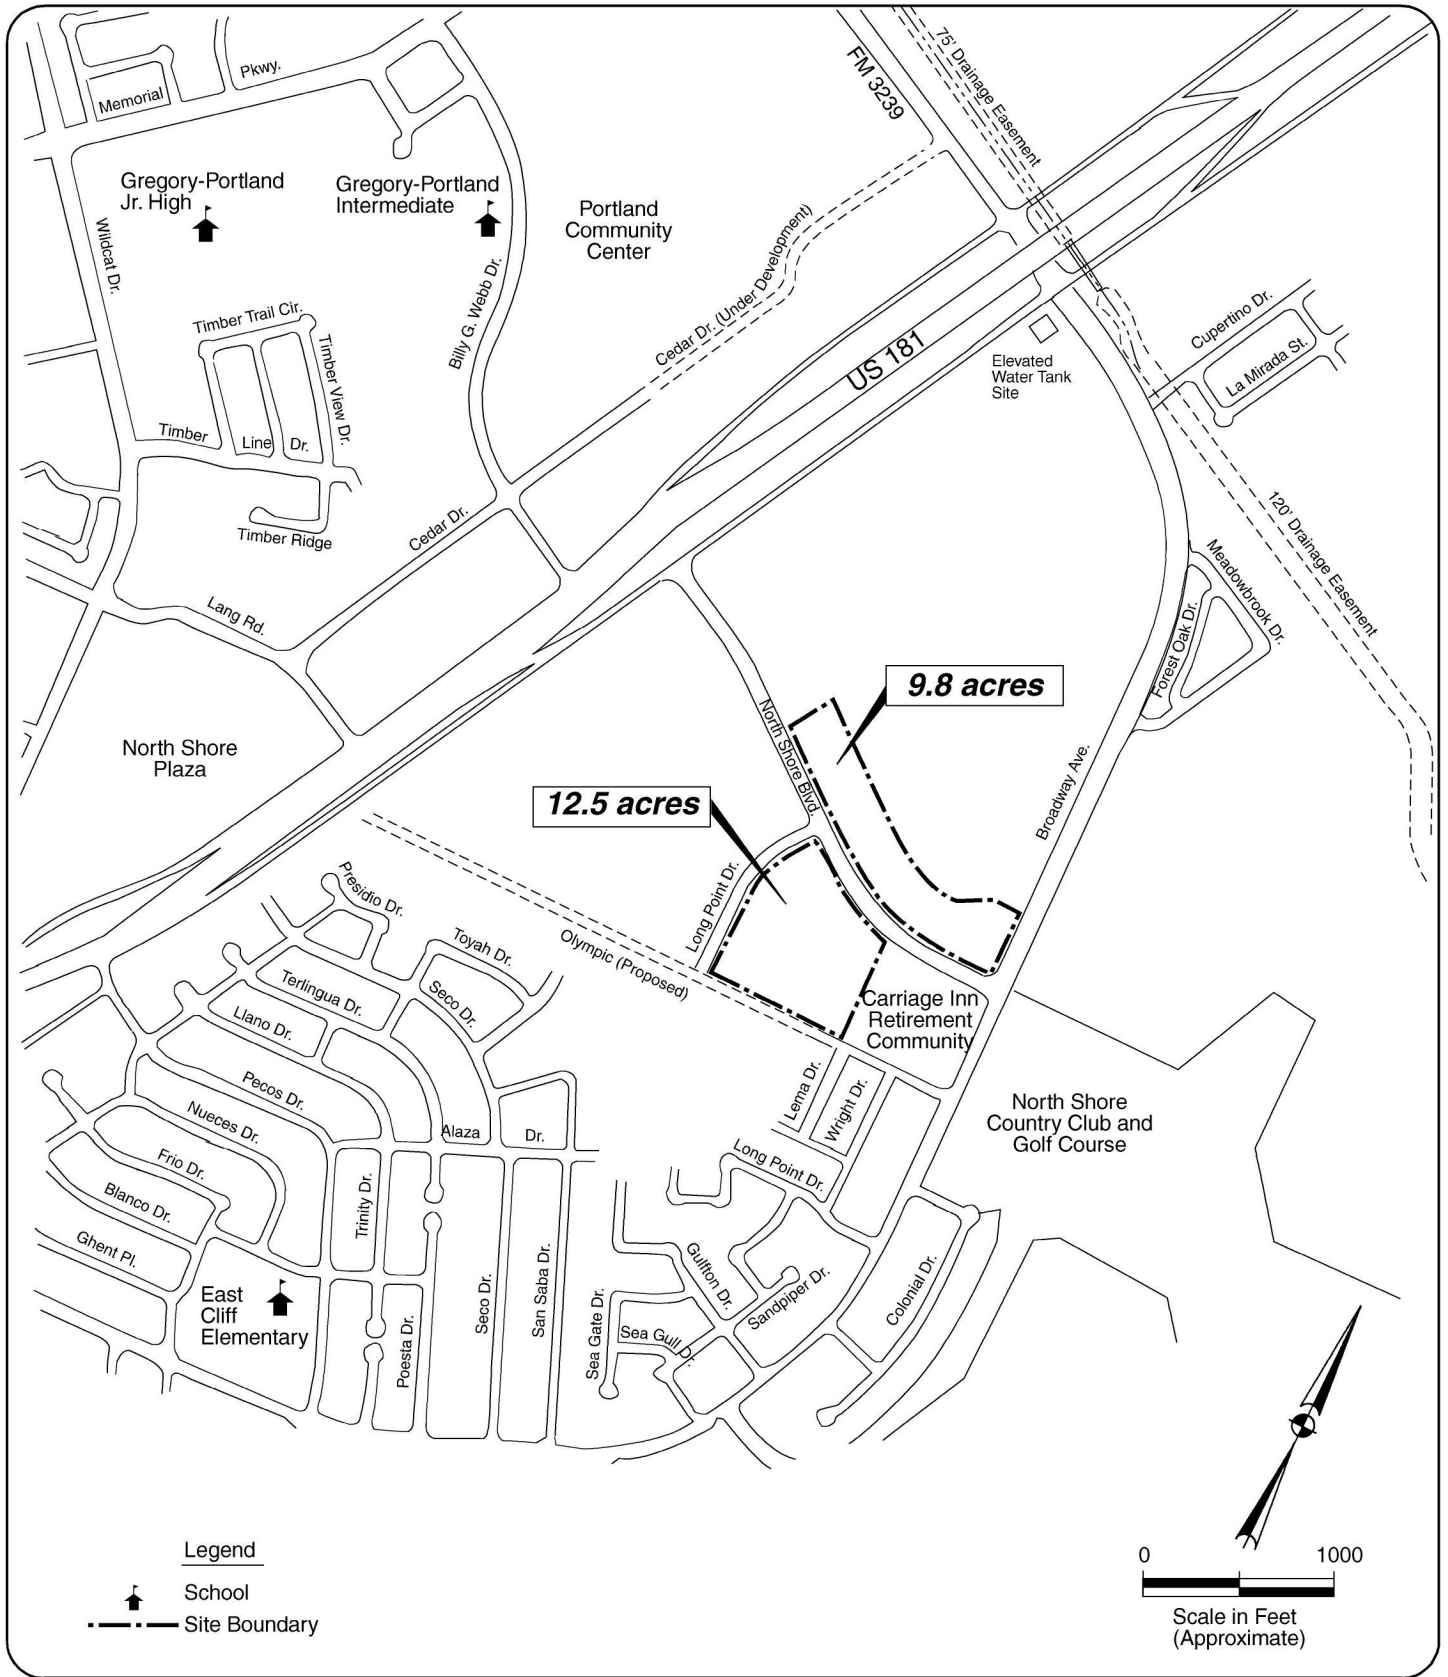 FM 3239
75' Drainage Easement
Pkwy.
Memorial
Gregory-Portland
Jr. High
Gregory-Portland
Intermediate
Portland
Community
Center
Wildcat Dr.
Billy G. Webb Dr.
Cedar Dr. (Under Development)
Timber Trail Cir.
Timber View Dr.
US 181
Elevated
Water Tank
Site
Cupertino Dr.
La Mirada St.
Timber
Line
Dr.
Timber Ridge
Cedar Dr.
120' Drainage Easement
Meadowbrook Dr.
Forest Oak Dr.
Lang Rd.
North Shore
Plaza
9.8 acres
North Shore Blvd.
12.5 acres
Broadway Ave.
Presidio Dr.
Long Point Dr.
Toyah Dr.
Olympic (Proposed)
Terlingua Dr.
Seco Dr.
Llano Dr.
Carriage Inn
Retirement
Community
Pecos Dr.
Lema Dr.
Wright Dr.
Nueces Dr.
Alaza
Dr.
North Shore
Country Club and
Golf Course
Frio Dr.
Long Point Dr.
Blanco Dr.
Trinity Dr.
Ghent Pl.
Gulfton Dr.
Sandpiper Dr.
Colonial Dr.
East
Cliff
Elementary
Poesta Dr.
Seco Dr.
San Saba Dr.
Sea Gate Dr.
Sea Gull Dr.
Legend
School
Site Boundary
0 1000
Scale in Feet
(Approximate)